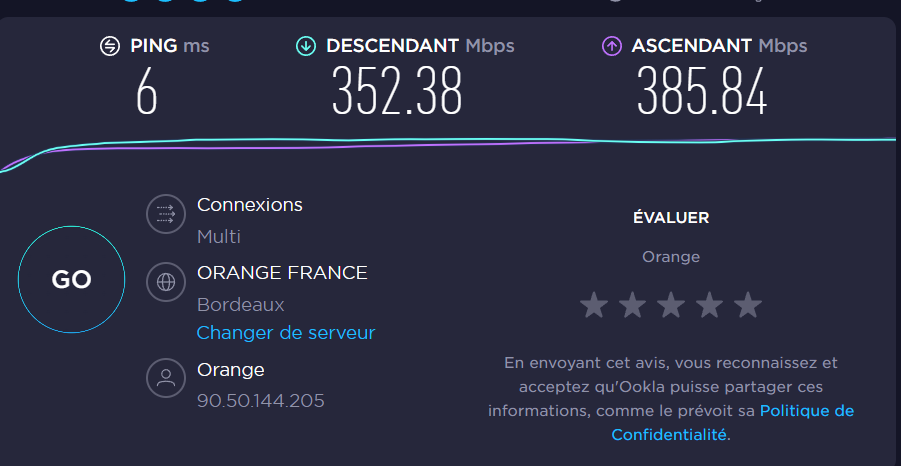 PING ms
6
DESCENDANT Mbps
352.38
ASCENDANT Mbps
385.84
GO
Connexions
Multi
ORANGE FRANCE
Bordeaux
Changer de serveur
Orange
90.50.144.205
ÉVALUER
Orange
En envoyant cet avis, vous reconnaissez et
acceptez qu'Ookla puisse partager ces
informations, comme le prévoit sa Politique de
Confidentialité.